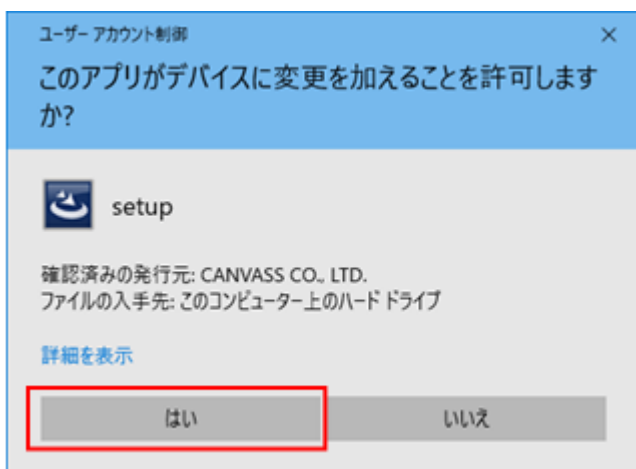 ユーザー アカウント制御
このアプリがデバイスに変更を加えることを許可します
か?
setup
確認済みの発行元: CANVASS CO., LTD.
ファイルの入手先: このコンピューター上のハード ドライブ
詳細を表示
はい
いいえ